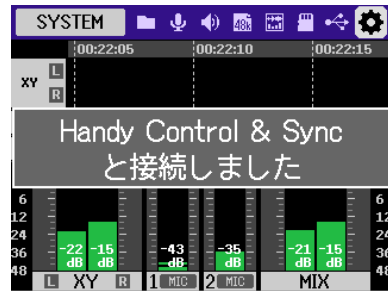 SYSTEM 48k
00:22:05 00:22:10 00:22:15
XY L
R
Handy Control & Sync
と接続しました
6 6
12 12
24 24
36 -22 dB -15 dB -43 dB -35 dB -21 dB -15 dB 36
48 L XY R 1 MIC 2 MIC MIX 48